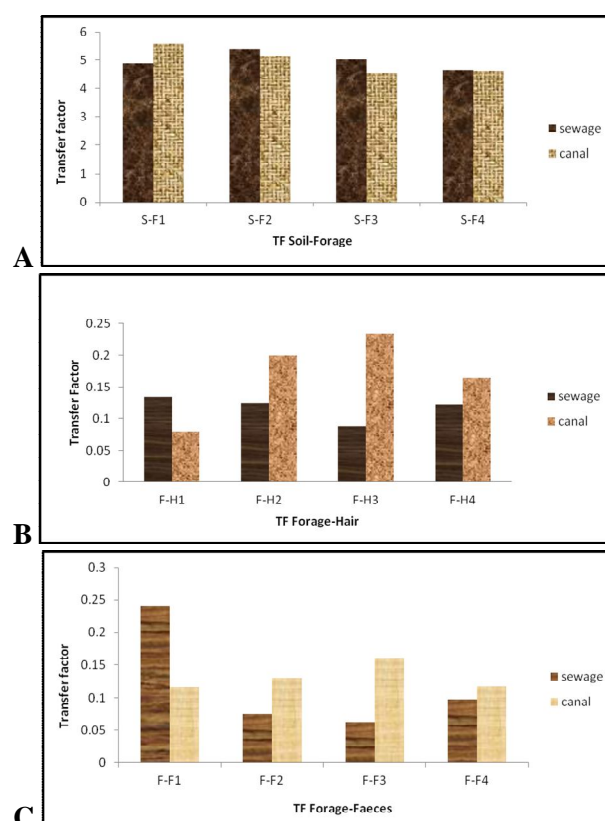 6
5
4
3
2
1
0
Transfer factor
S-F1 S-F2 S-F3 S-F4
TF Soil-Forage
sewage
canal
A
0.25
0.2
0.15
0.1
0.05
0
Transfer Factor
F-H1 F-H2 F-H3 F-H4
TF Forage-Hair
sewage
canal
B
0.3
0.25
0.2
0.15
0.1
0.05
0
Transfer factor
F-F1 F-F2 F-F3 F-F4
TF Forage-Faeces
sewage
canal
C